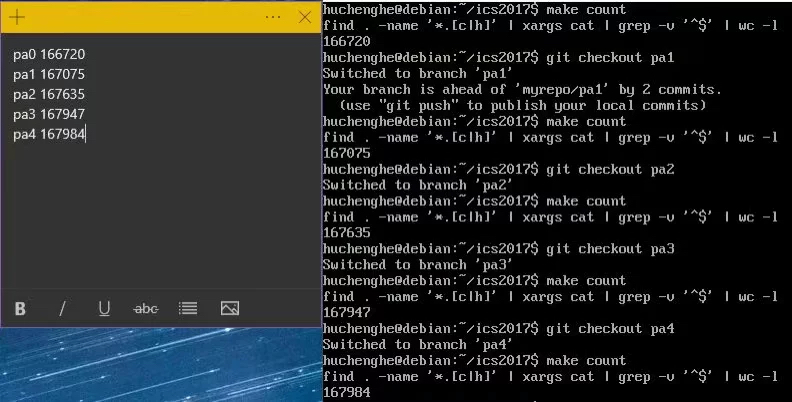 pa0 166720
pa1 167075
pa2 167635
pa3 167947
pa4 167984
B / U abc
huchenghe@debian:~/ics2017$ make count
find . -name '*.[c|h]' | xargs cat | grep -v '^$' | wc -l
166720
huchenghe@debian:~/ics2017$ git checkout pa1
Switched to branch 'pa1'
Your branch is ahead of 'myrepo/pa1' by 2 commits.
(use "git push" to publish your local commits)
huchenghe@debian:~/ics2017$ make count
find . -name '*.[c|h]' | xargs cat | grep -v '^$' | wc -l
167075
huchenghe@debian:~/ics2017$ git checkout pa2
Switched to branch 'pa2'
huchenghe@debian:~/ics2017$ make count
find . -name '*.[c|h]' | xargs cat | grep -v '^$' | wc -l
167635
huchenghe@debian:~/ics2017$ git checkout pa3
Switched to branch 'pa3'
huchenghe@debian:~/ics2017$ make count
find . -name '*.[c|h]' | xargs cat | grep -v '^$' | wc -l
167947
huchenghe@debian:~/ics2017$ git checkout pa4
Switched to branch 'pa4'
huchenghe@debian:~/ics2017$ make count
find . -name '*.[c|h]' | xargs cat | grep -v '^$' | wc -l
167984